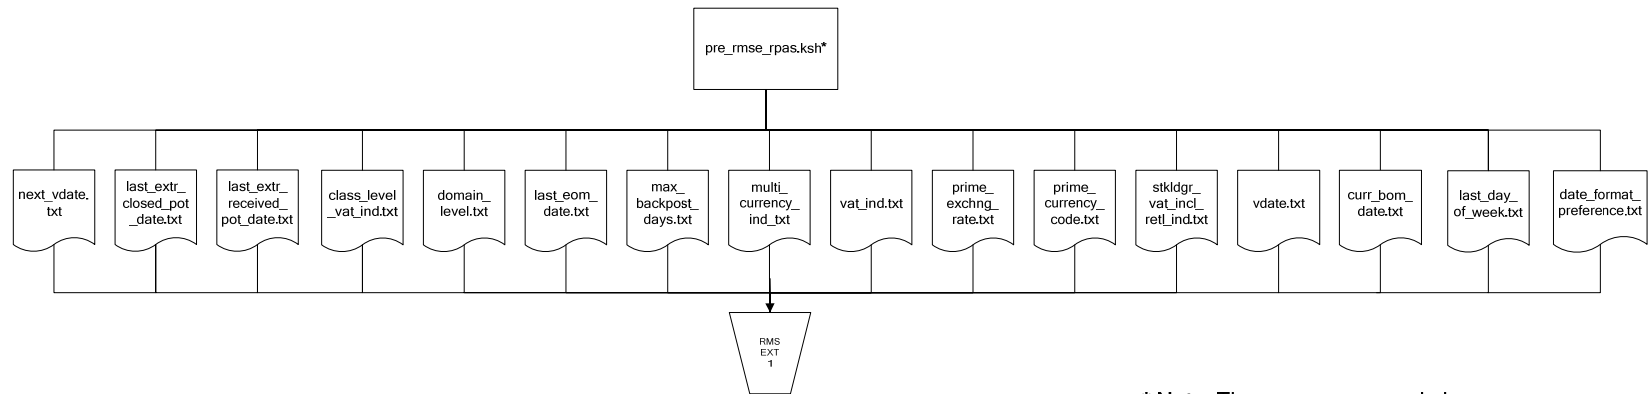 pre_rmse_rpas.ksh*
next_vdate.
txt
last_extr_
closed_pot
_date.txt
last_extr_
received_
pot_date.txt
class_level
_vat_ind.txt
domain_
level.txt
last_eom_
date.txt
max_
backpost_
days.txt
multi_
currency_
ind_txt
vat_ind.txt
prime_
exchng_
rate.txt
prime_
currency_
code.txt
stkldgr_
vat_incl_
retl_ind.txt
vdate.txt
curr_bom_
date.txt
last_day_
of_week.txt
date_format_
preference.txt
RMS
EXT
1